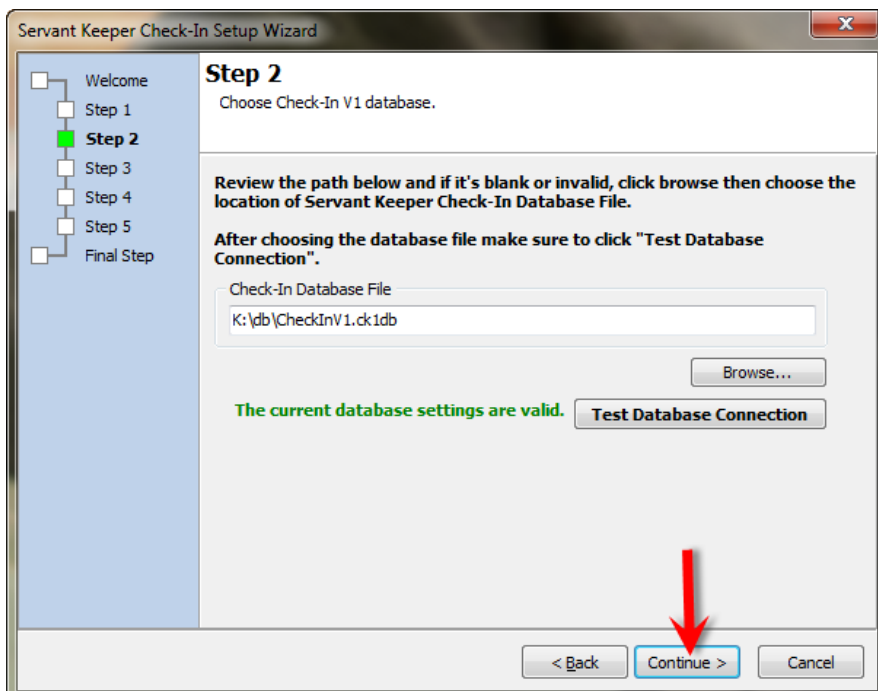 Servant Keeper Check-In Setup Wizard
Welcome
Step 1
Step 2
Step 3
Step 4
Step 5
Final Step
Step 2
Choose Check-In V1 database.
Review the path below and if it's blank or invalid, click browse then choose the
location of Servant Keeper Check-In Database File.
After choosing the database file make sure to click "Test Database
Connection".
Check-In Database File
K:\db\CheckInV1.ck1db
Browse...
The current database settings are valid.
Test Database Connection
< Back
Continue >
Cancel